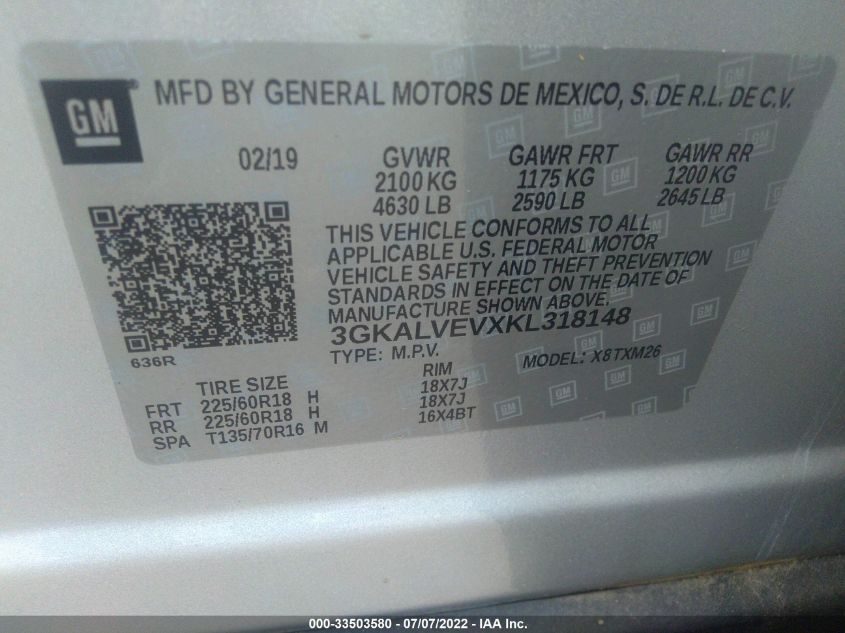 GM MFD BY GENERAL MOTORS DE MEXICO, S. DE R.L. DE C.V.
02/19 GVWR GAWR FRT GAWR RR
2100 KG 1175 KG 1200 KG
4630 LB 2590 LB 2645 LB
THIS VEHICLE CONFORMS TO ALL
APPLICABLE U.S. FEDERAL MOTOR
VEHICLE SAFETY AND THEFT PREVENTION
STANDARDS IN EFFECT ON THE DATE OF
MANUFACTURE SHOWN ABOVE.
3GKALVEVXKL318148
636R TYPE: M.P.V. MODEL: X8TXM26
TIRE SIZE RIM
FRT 225/60R18 H 18X7J
RR 225/60R18 H 18X7J
SPA T135/70R16 M 16X4BT
000-33503580 - 07/07/2022 - IAA Inc.